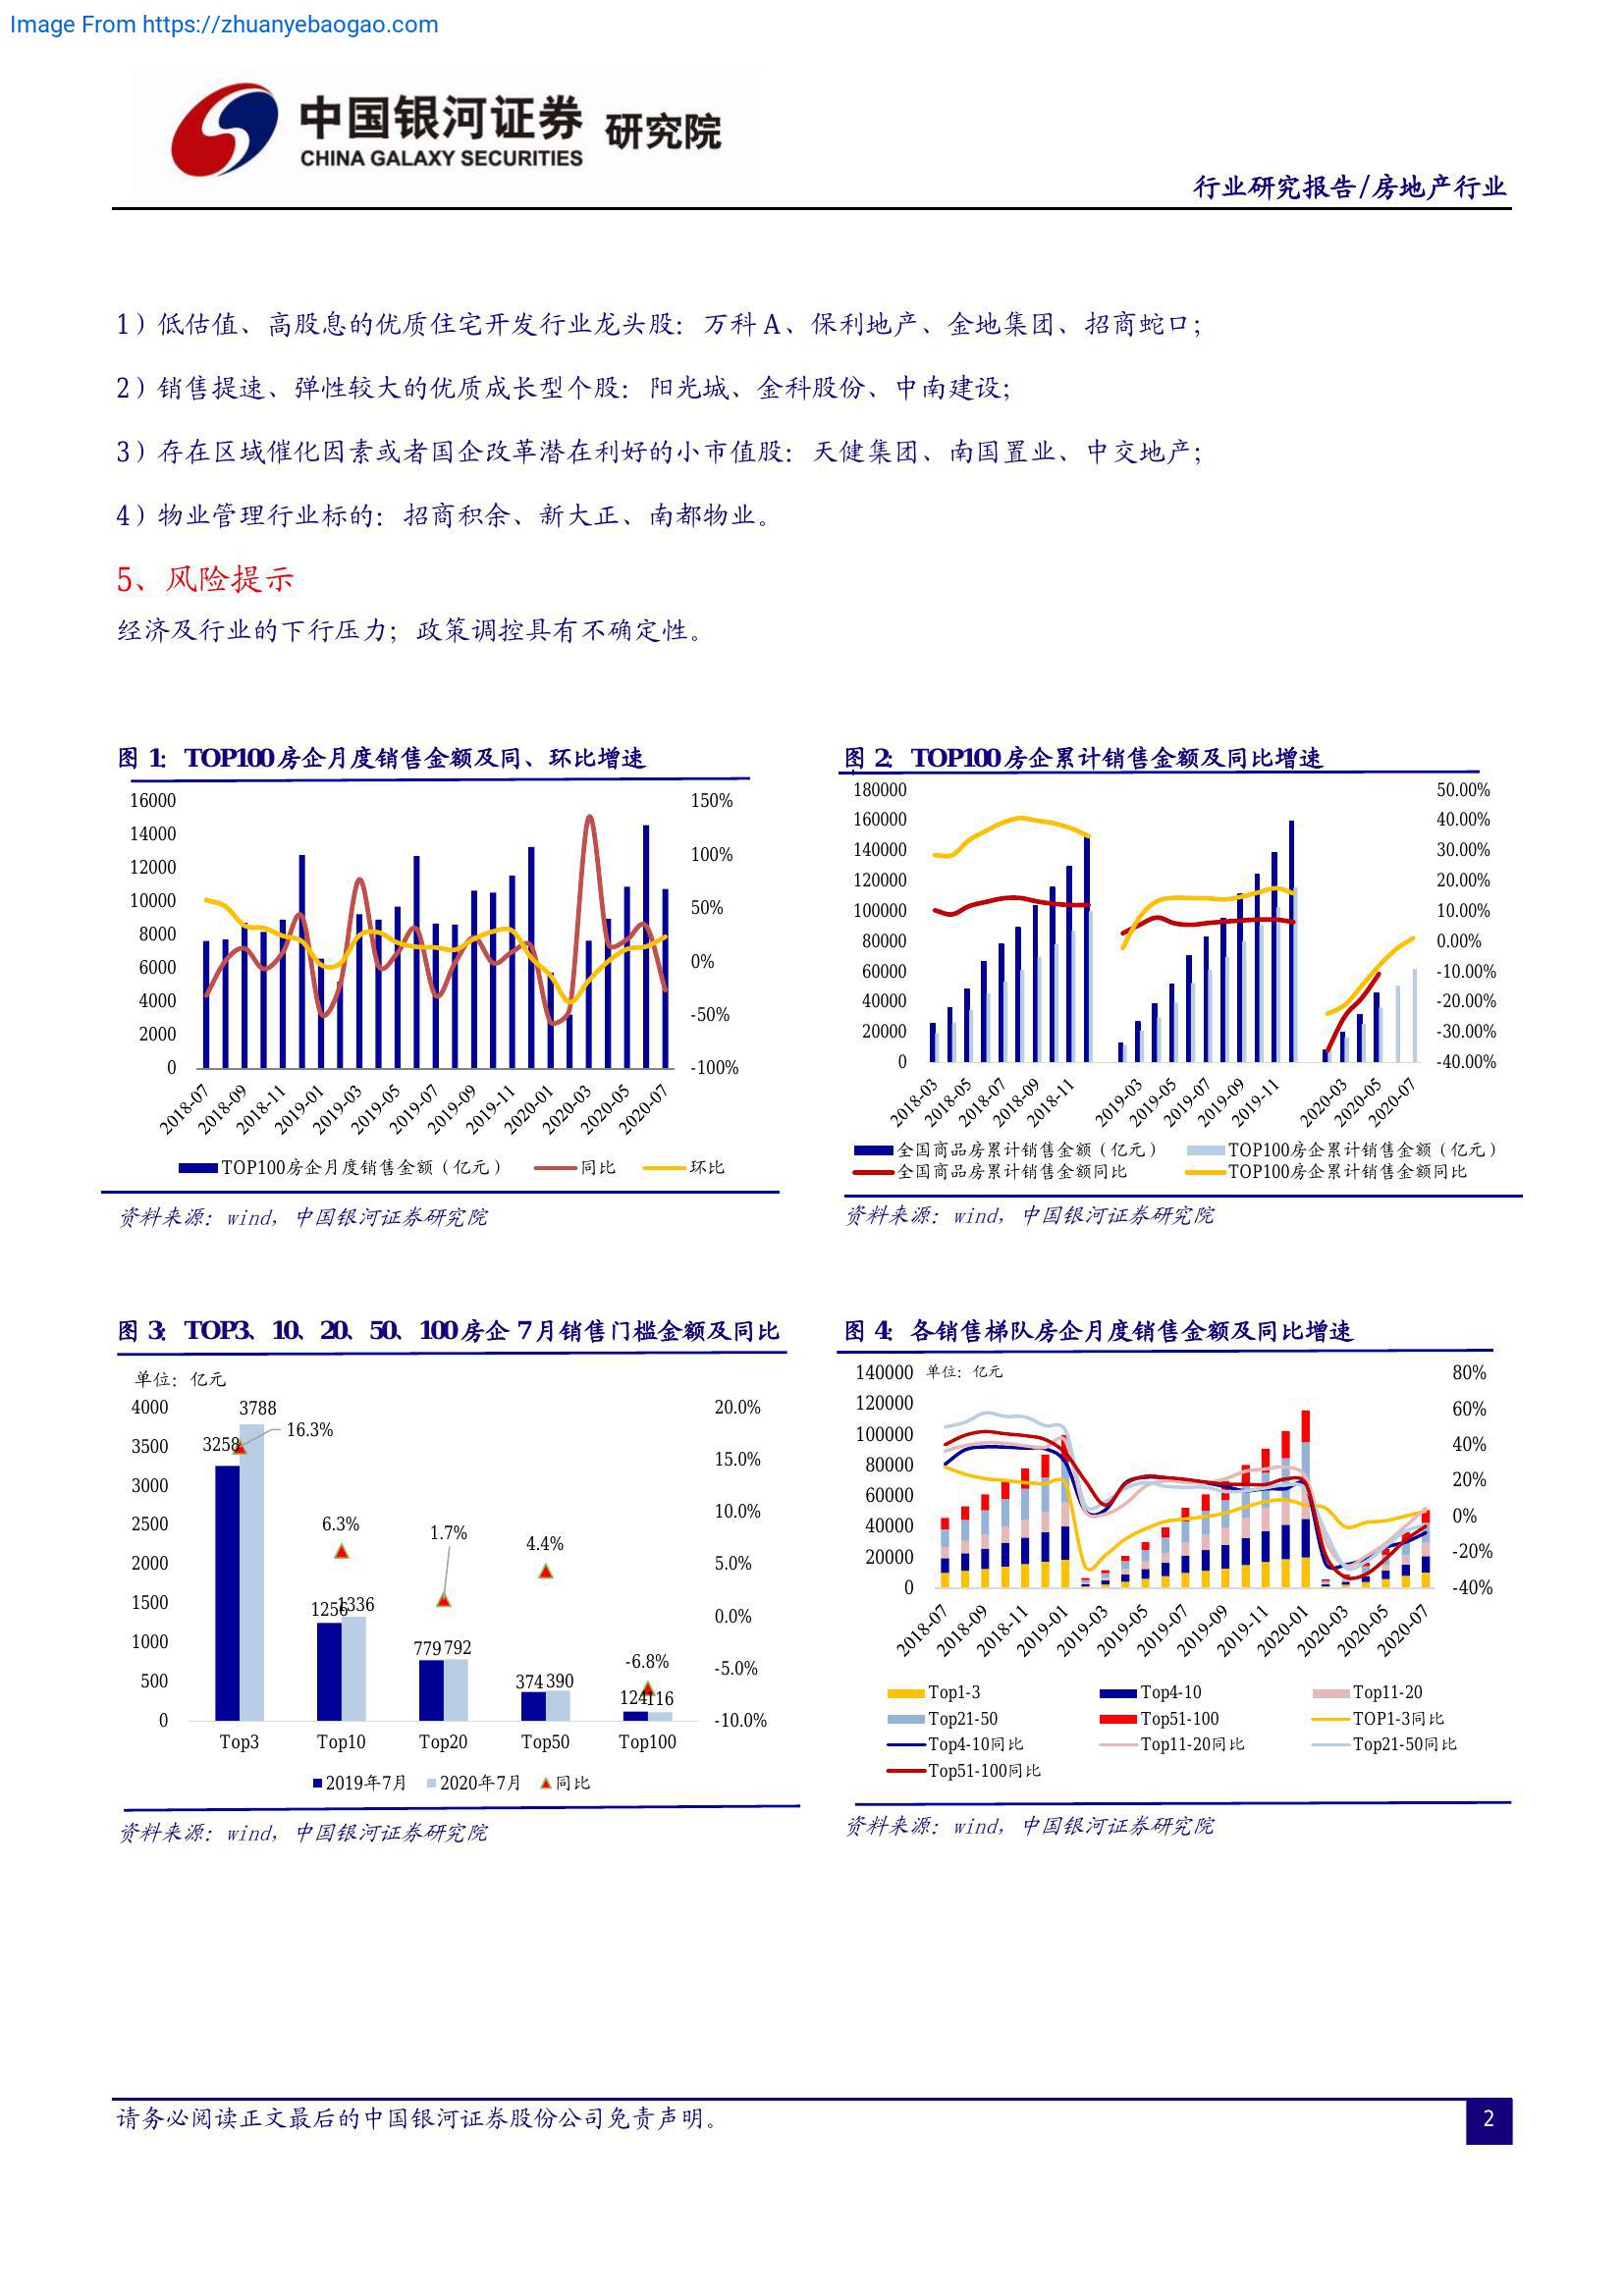 Image From https://zhuanyebaogao.com
中国银河证券 研究院
CHINA GALAXY SECURITIES
行业研究报告/房地产行业
1）低估值、高股息的优质住宅开发行业龙头股：万科 A、保利地产、金地集团、招商蛇口；
2）销售提速、弹性较大的优质成长型个股：阳光城、金科股份、中南建设；
3）存在区域催化因素或者国企改革潜在利好的小市值股：天健集团、南国置业、中交地产；
4）物业管理行业标的：招商积余、新大正、南都物业。
5、风险提示
经济及行业的下行压力；政策调控具有不确定性。
图 1: TOP100 房企月度销售金额及同、环比增速
16000 150%
14000
12000 100%
10000
50%
8000
0%
6000
4000
-50%
2000
0 -100%
2018-07 2018-09 2018-11 2019-01 2019-03 2019-05 2019-07 2019-09 2019-11 2020-01 2020-03 2020-05 2020-07
TOP100房企月度销售金额（亿元） 同比 环比
资料来源：wind，中国银河证券研究院
图 2: TOP100 房企累计销售金额及同比增速
180000 50.00%
160000 40.00%
140000 30.00%
120000 20.00%
100000 10.00%
80000 0.00%
60000 -10.00%
40000 -20.00%
20000 -30.00%
0 -40.00%
2018-03 2018-05 2018-07 2018-09 2018-11 2019-03 2019-05 2019-07 2019-09 2019-11 2020-03 2020-05 2020-07
全国商品房累计销售金额（亿元） TOP100房企累计销售金额（亿元）
全国商品房累计销售金额同比 TOP100房企累计销售金额同比
资料来源：wind，中国银河证券研究院
图 3: TOP3、10、20、50、100 房企 7 月销售门槛金额及同比
单位：亿元
4000 3788 20.0%
3258 16.3%
3500
15.0%
3000
2500 6.3% 1.7% 4.4% 10.0%
2000 5.0%
1500 1256 1336 0.0%
1000 779 792 -6.8% -5.0%
500 374 390 124 116
0 -10.0%
Top3 Top10 Top20 Top50 Top100
2019年7月 2020年7月 同比
资料来源：wind，中国银河证券研究院
图 4: 各销售梯队房企月度销售金额及同比增速
140000 单位：亿元 80%
120000 60%
100000 40%
80000 20%
60000 0%
40000
20000 -20%
0 -40%
2018-07 2018-09 2018-11 2019-01 2019-03 2019-05 2019-07 2019-09 2019-11 2020-01 2020-03 2020-05 2020-07
Top1-3 Top4-10 Top11-20
Top21-50 Top51-100 TOP1-3同比
Top4-10同比 Top11-20同比 Top21-50同比
Top51-100同比
资料来源：wind，中国银河证券研究院
请务必阅读正文最后的中国银河证券股份公司免责声明。
2